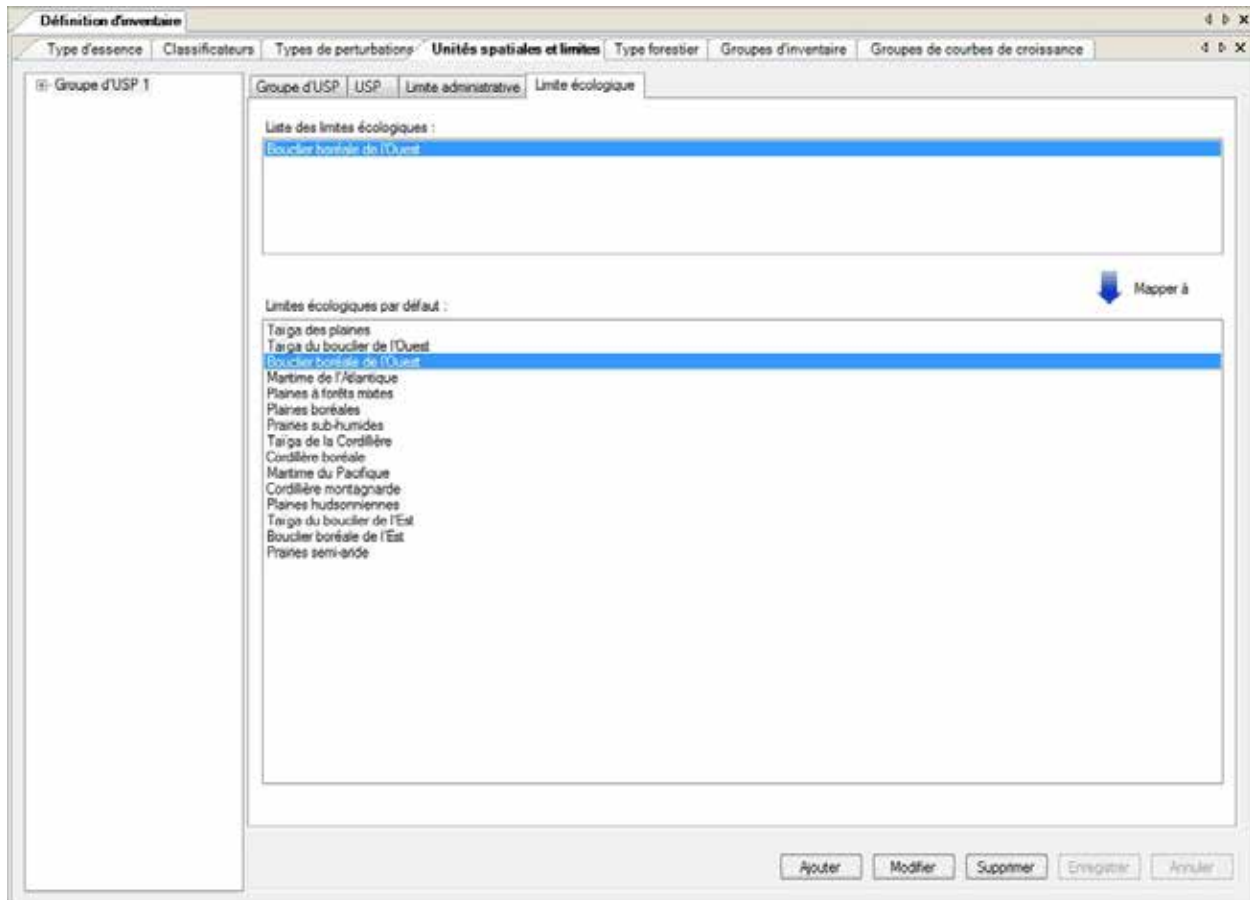 Définition d'inventaire
Type d'essence Classificateurs Types de perturbations Unités spatiales et limites Type forestier Groupes d'inventaire Groupes de courbes de croissance
Groupe d'USP 1
Groupe d'USP USP Limite administrative Limite écologique
Liste des limites écologiques :
Bouclier boréale de l'Ouest
Mapper à
Limites écologiques par défaut :
Taïga des plaines
Taïga du bouclier de l'Ouest
Bouclier boréale de l'Ouest
Maritime de l'Atlantique
Plaines à forêts mixtes
Plaines boréales
Prairies sub-humides
Taïga de la Cordillère
Cordillère boréale
Maritime du Pacifique
Cordillère montagnarde
Plaines hudsonniennes
Taïga du bouclier de l'Est
Bouclier boréale de l'Est
Prairies semi-aride
Ajouter Modifier Supprimer Enregistrer Annuler